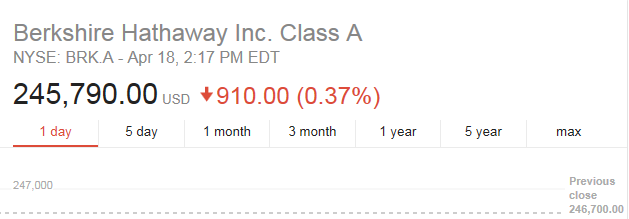 Berkshire Hathaway Inc. Class A
NYSE: BRK.A - Apr 18, 2:17 PM EDT
245,790.00 USD ↓910.00 (0.37%)
1 day 5 day 1 month 3 month 1 year 5 year max
247,000
Previous
close
246,700.00